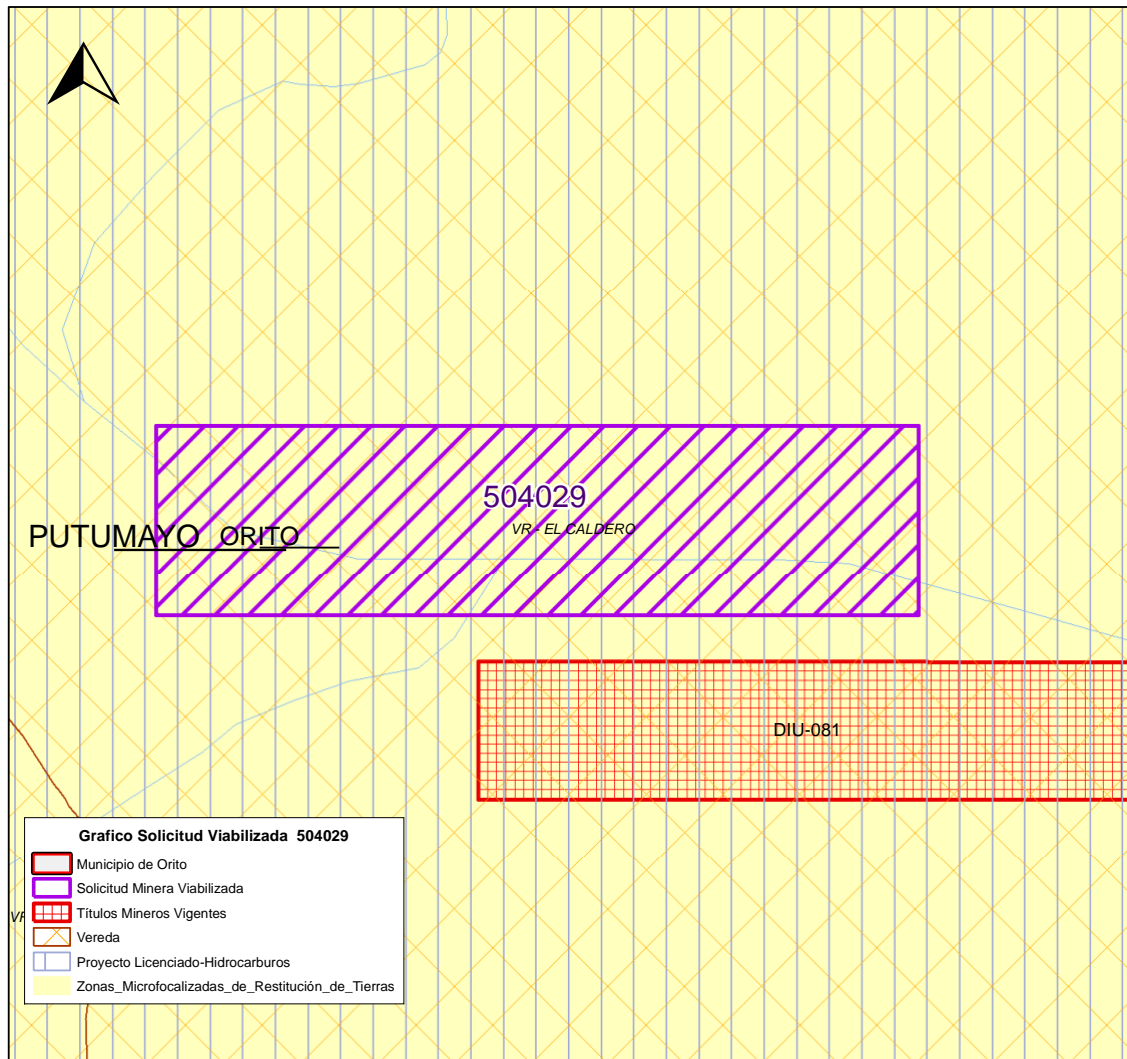 504029
VR - EL CALDERO
PUTUMAYO ORITO
DIU-081
Grafico Solicitud Viabilizada 504029
Municipio de Orito
Solicitud Minera Viabilizada
Títulos Mineros Vigentes
Vereda
Proyecto Licenciado-Hidrocarburos
Zonas_Microfocalizadas_de_Restitución_de_Tierras